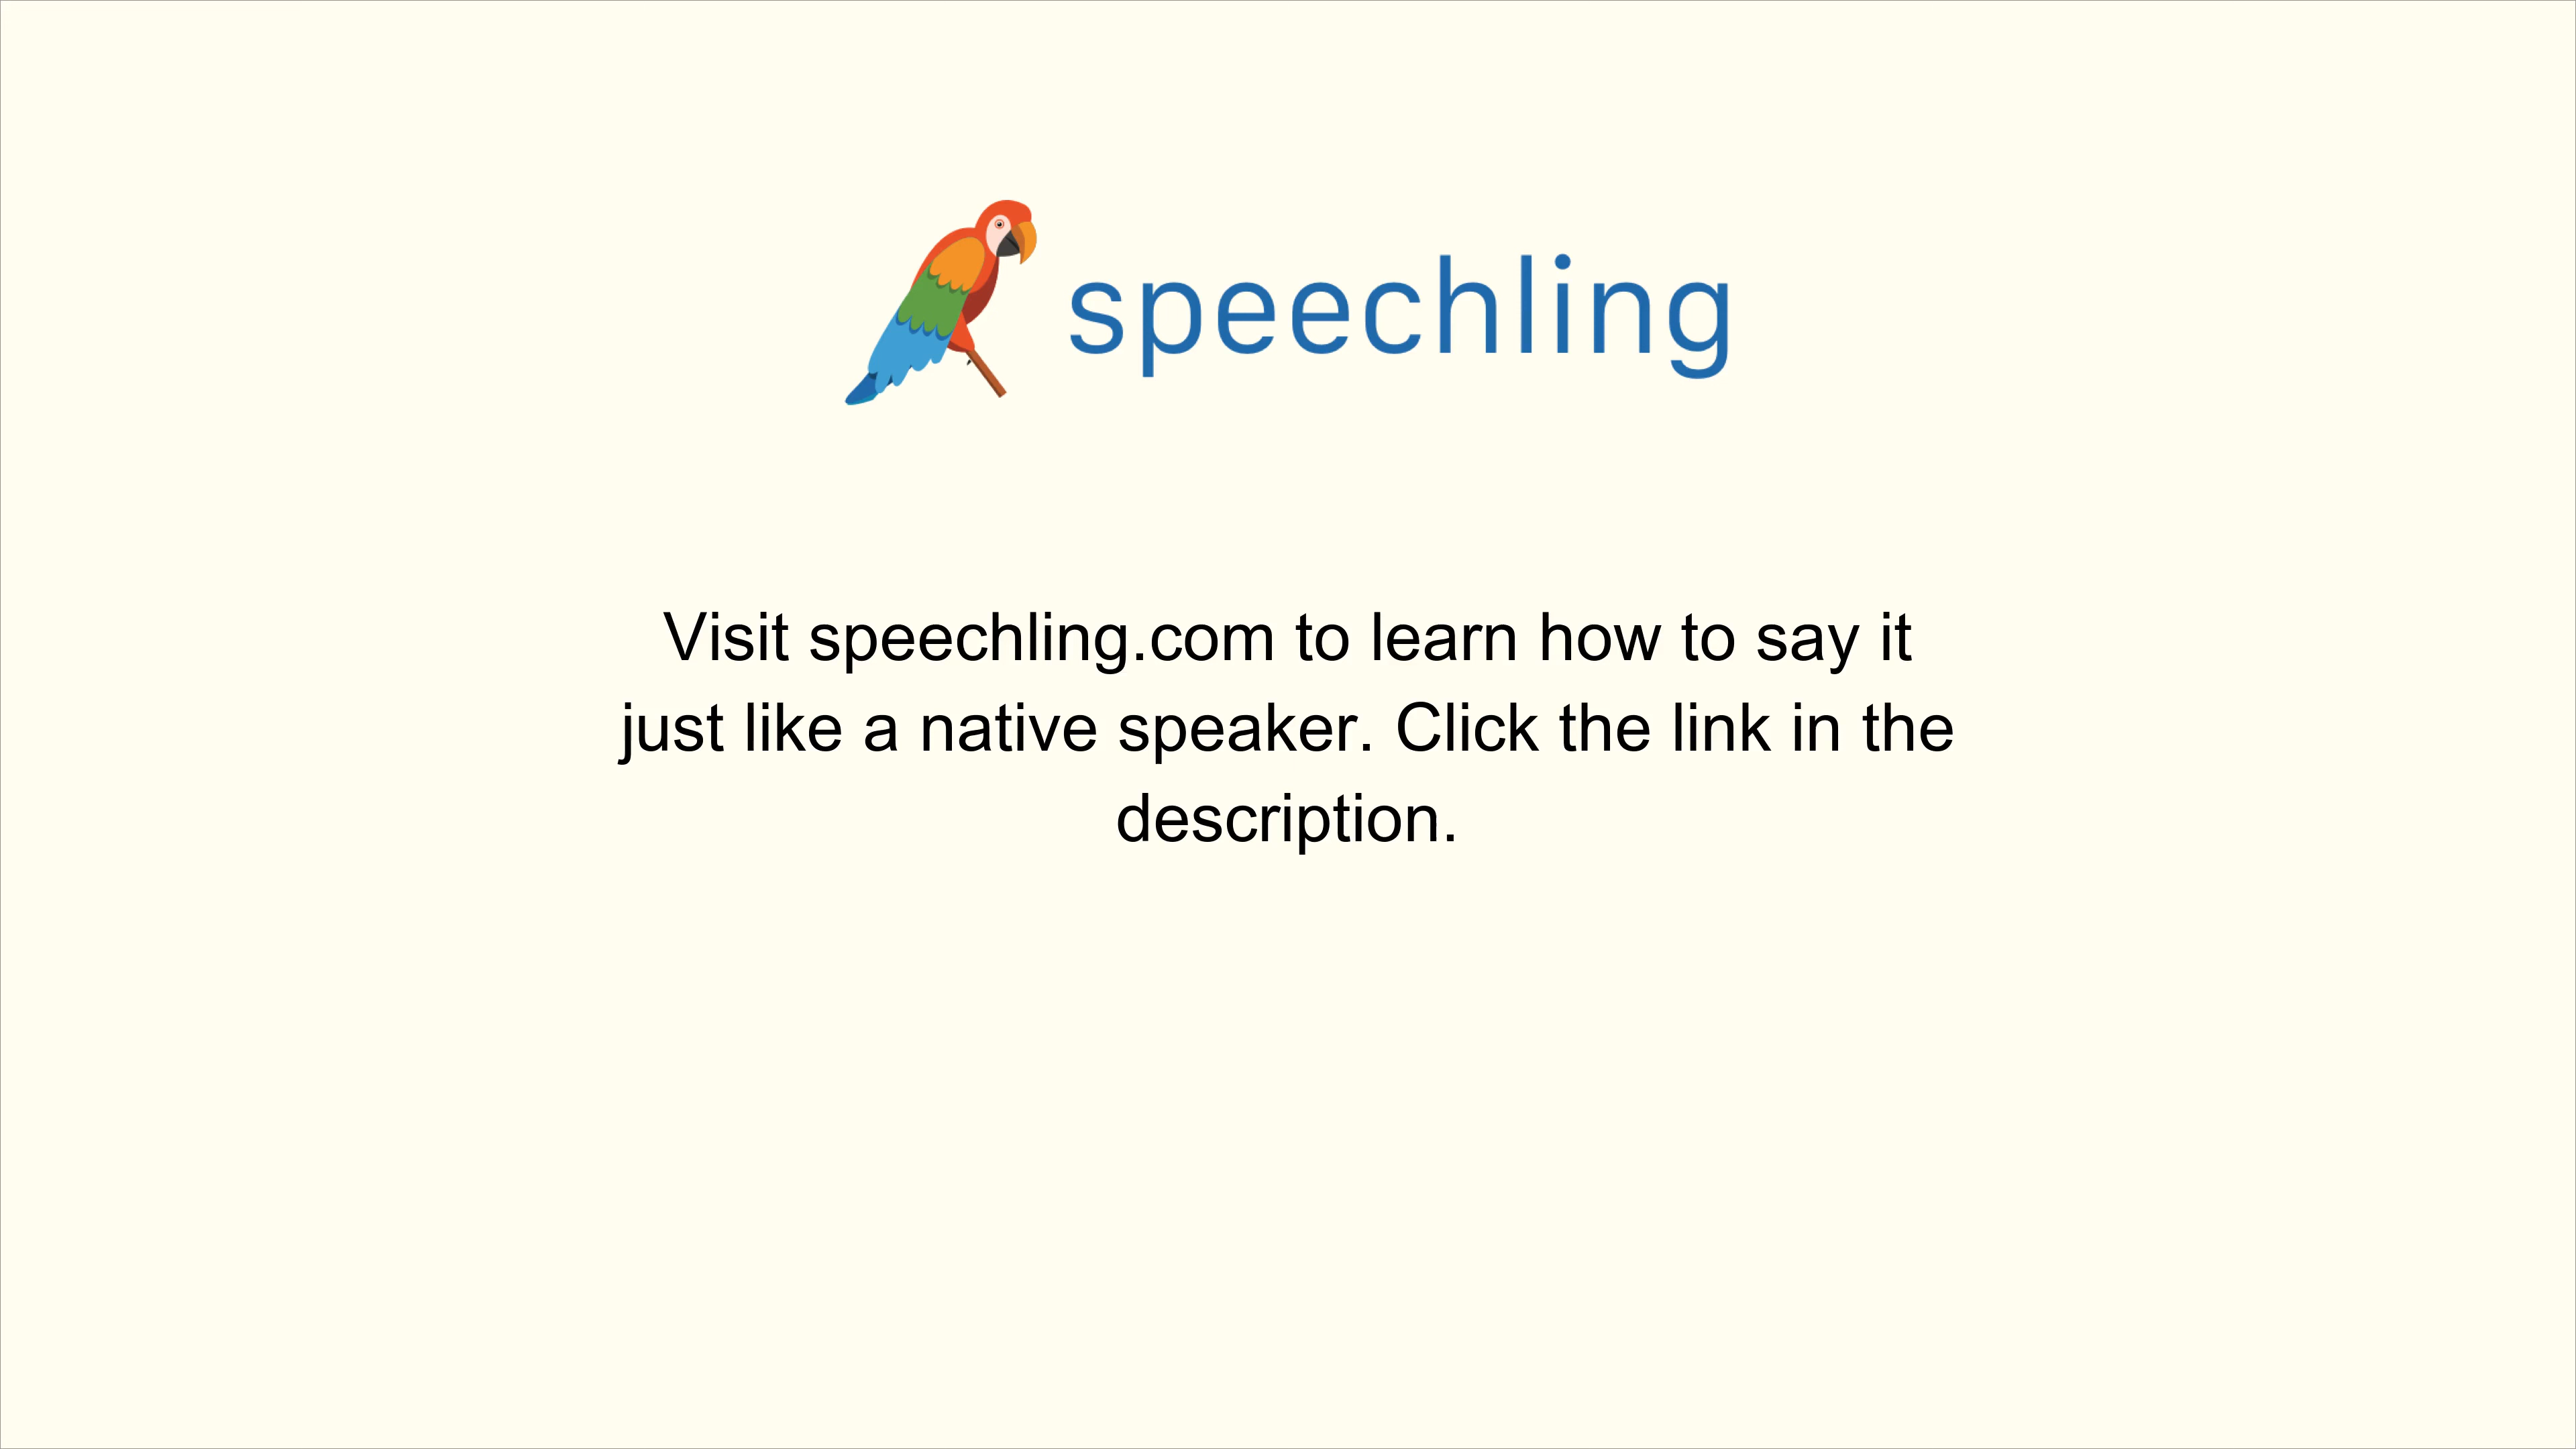 speechling
Visit speechling.com to learn how to say it
just like a native speaker. Click the link in the
description.